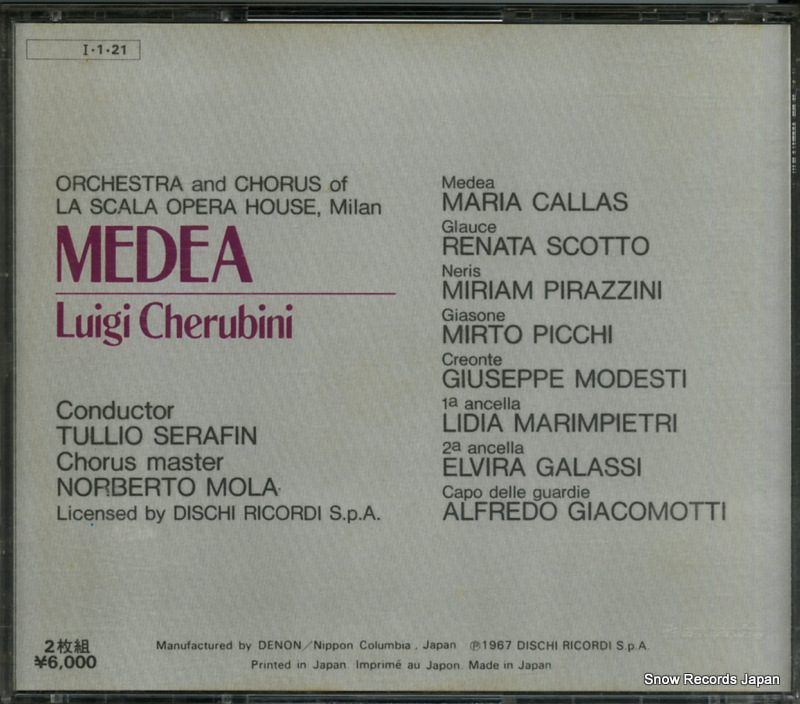 I・1・21
ORCHESTRA and CHORUS of
LA SCALA OPERA HOUSE, Milan
MEDEA
Luigi Cherubini
Conductor
TULLIO SERAFIN
Chorus master
NORBERTO MOLA
Licensed by DISCHI RICORDI S.p.A.
Medea
MARIA CALLAS
Glauce
RENATA SCOTTO
Neris
MIRIAM PIRAZZINI
Giasone
MIRTO PICCHI
Creonte
GIUSEPPE MODESTI
1ª ancella
LIDIA MARIMPIETRI
2ª ancella
ELVIRA GALASSI
Capo delle guardie
ALFREDO GIACOMOTTI
2枚組
¥6,000
Manufactured by DENON/Nippon Columbia, Japan ℗1967 DISCHI RICORDI S.p.A.
Printed in Japan. Imprimé au Japon. Made in Japan
Snow Records Japan